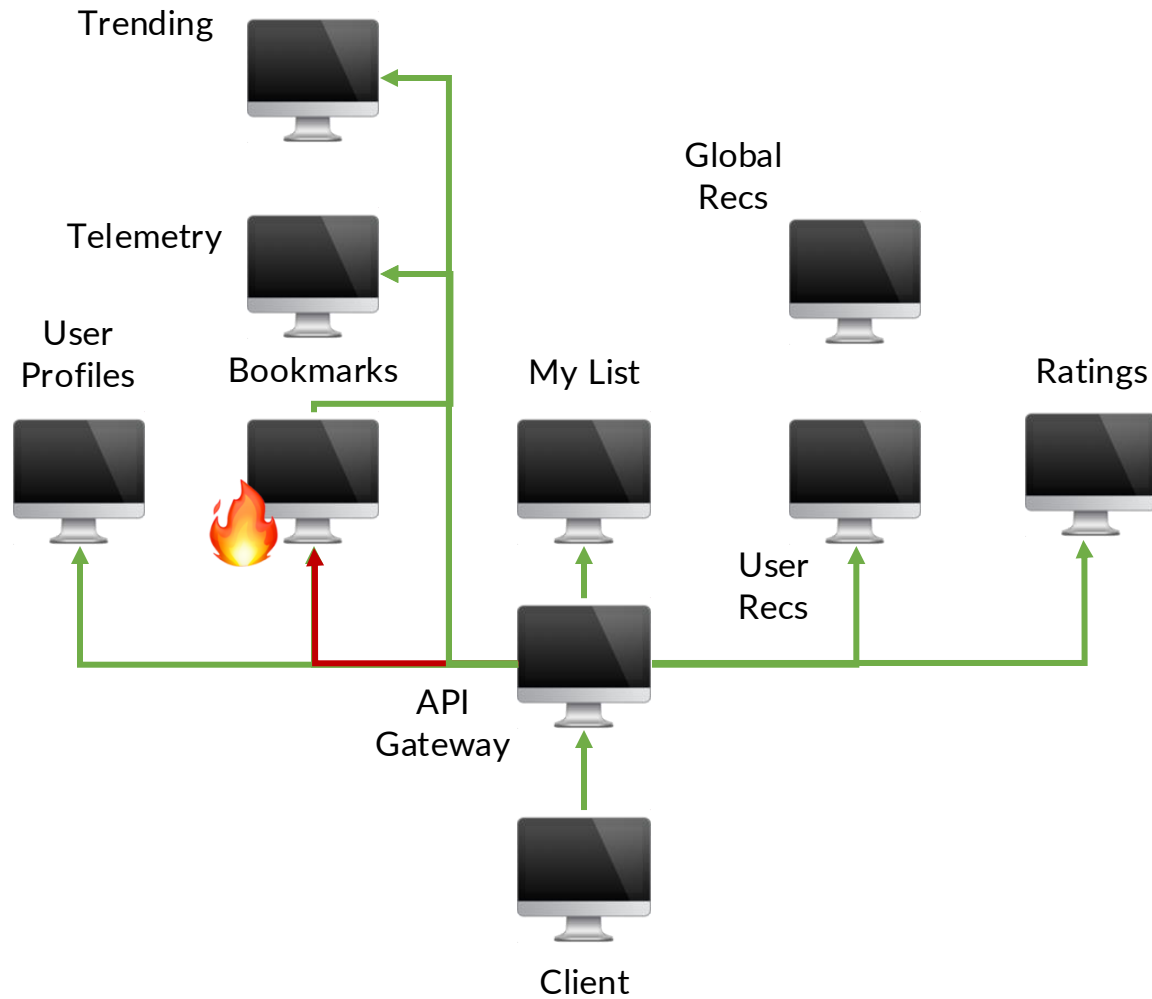 Trending
Global
Recs
Telemetry
User
Profiles
Bookmarks
My List
Ratings
User
Recs
API
Gateway
Client